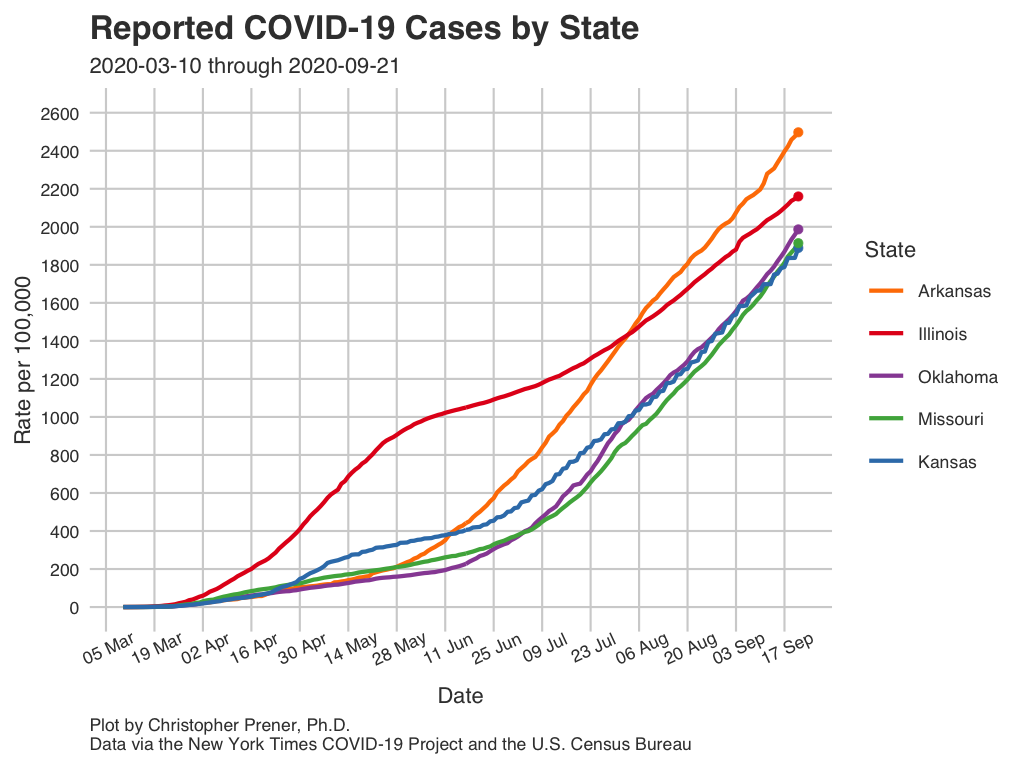 Reported COVID-19 Cases by State
2020-03-10 through 2020-09-21
2600
2400
2200
2000
1800
1600
1400
1200
1000
800
600
400
200
0
Rate per 100,000
05 Mar
19 Mar
02 Apr
16 Apr
30 Apr
14 May
28 May
11 Jun
25 Jun
09 Jul
23 Jul
06 Aug
20 Aug
03 Sep
17 Sep
Date
State
Arkansas
Illinois
Oklahoma
Missouri
Kansas
Plot by Christopher Prener, Ph.D.
Data via the New York Times COVID-19 Project and the U.S. Census Bureau